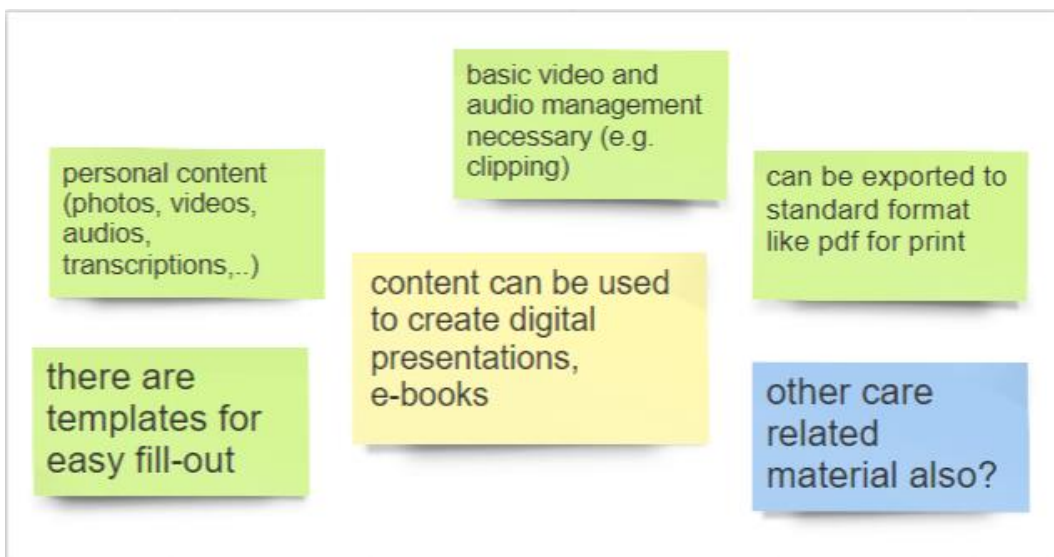 basic video and
audio management
necessary (e.g.
clipping)
personal content
(photos, videos,
audios,
transcriptions,..)
can be exported to
standard format
like pdf for print
content can be used
to create digital
presentations,
e-books
there are
templates for
easy fill-out
other care
related
material also?